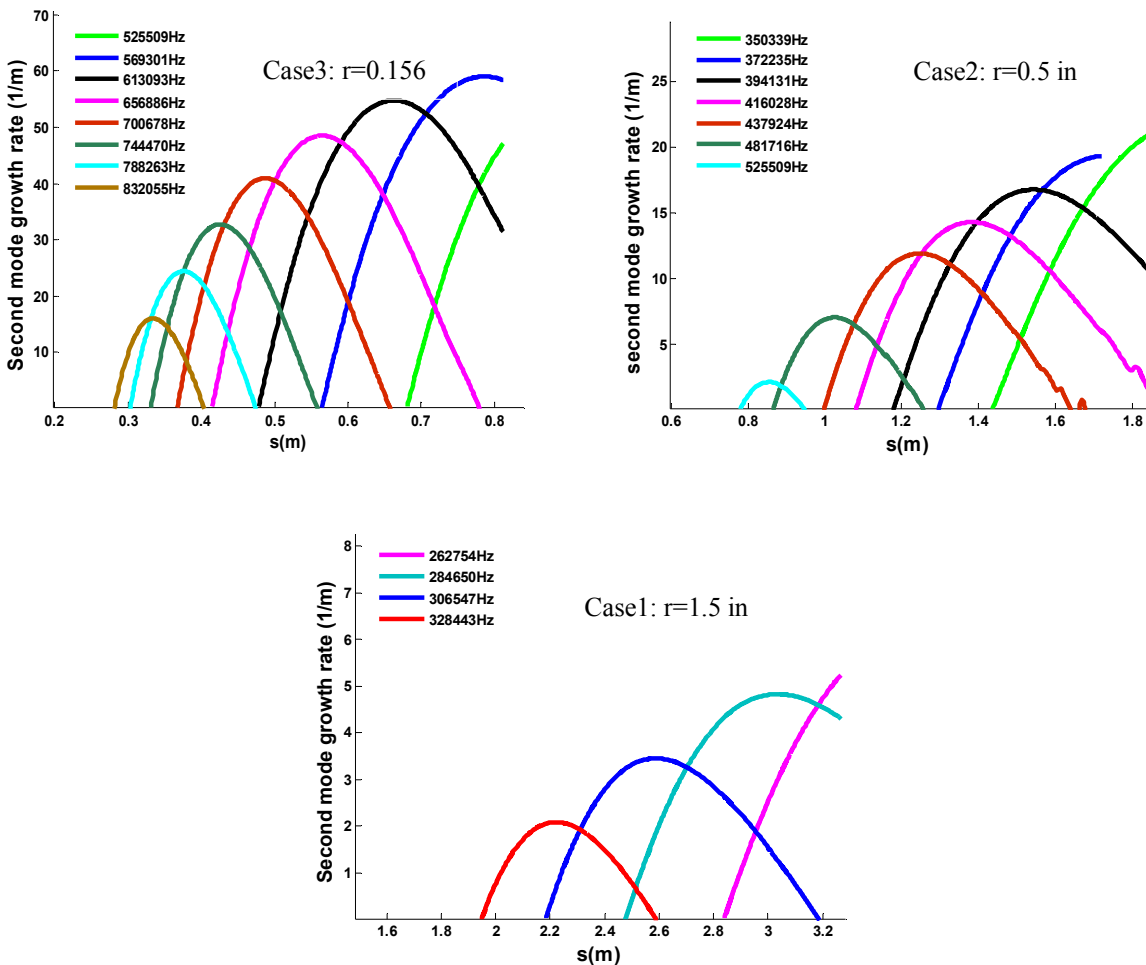 70
60
50
40
30
20
10
Second mode growth rate (1/m)
525509Hz
569301Hz
613093Hz
656886Hz
700678Hz
744470Hz
788263Hz
832055Hz
Case3: r=0.156
0.2 0.3 0.4 0.5 0.6 0.7 0.8
s(m)
25
20
15
10
5
second mode growth rate (1/m)
350339Hz
372235Hz
394131Hz
416028Hz
437924Hz
481716Hz
525509Hz
Case2: r=0.5 in
0.6 0.8 1 1.2 1.4 1.6 1.8
s(m)
8
7
6
5
4
3
2
1
Second mode growth rate (1/m)
262754Hz
284650Hz
306547Hz
328443Hz
Case1: r=1.5 in
1.6 1.8 2 2.2 2.4 2.6 2.8 3 3.2
s(m)